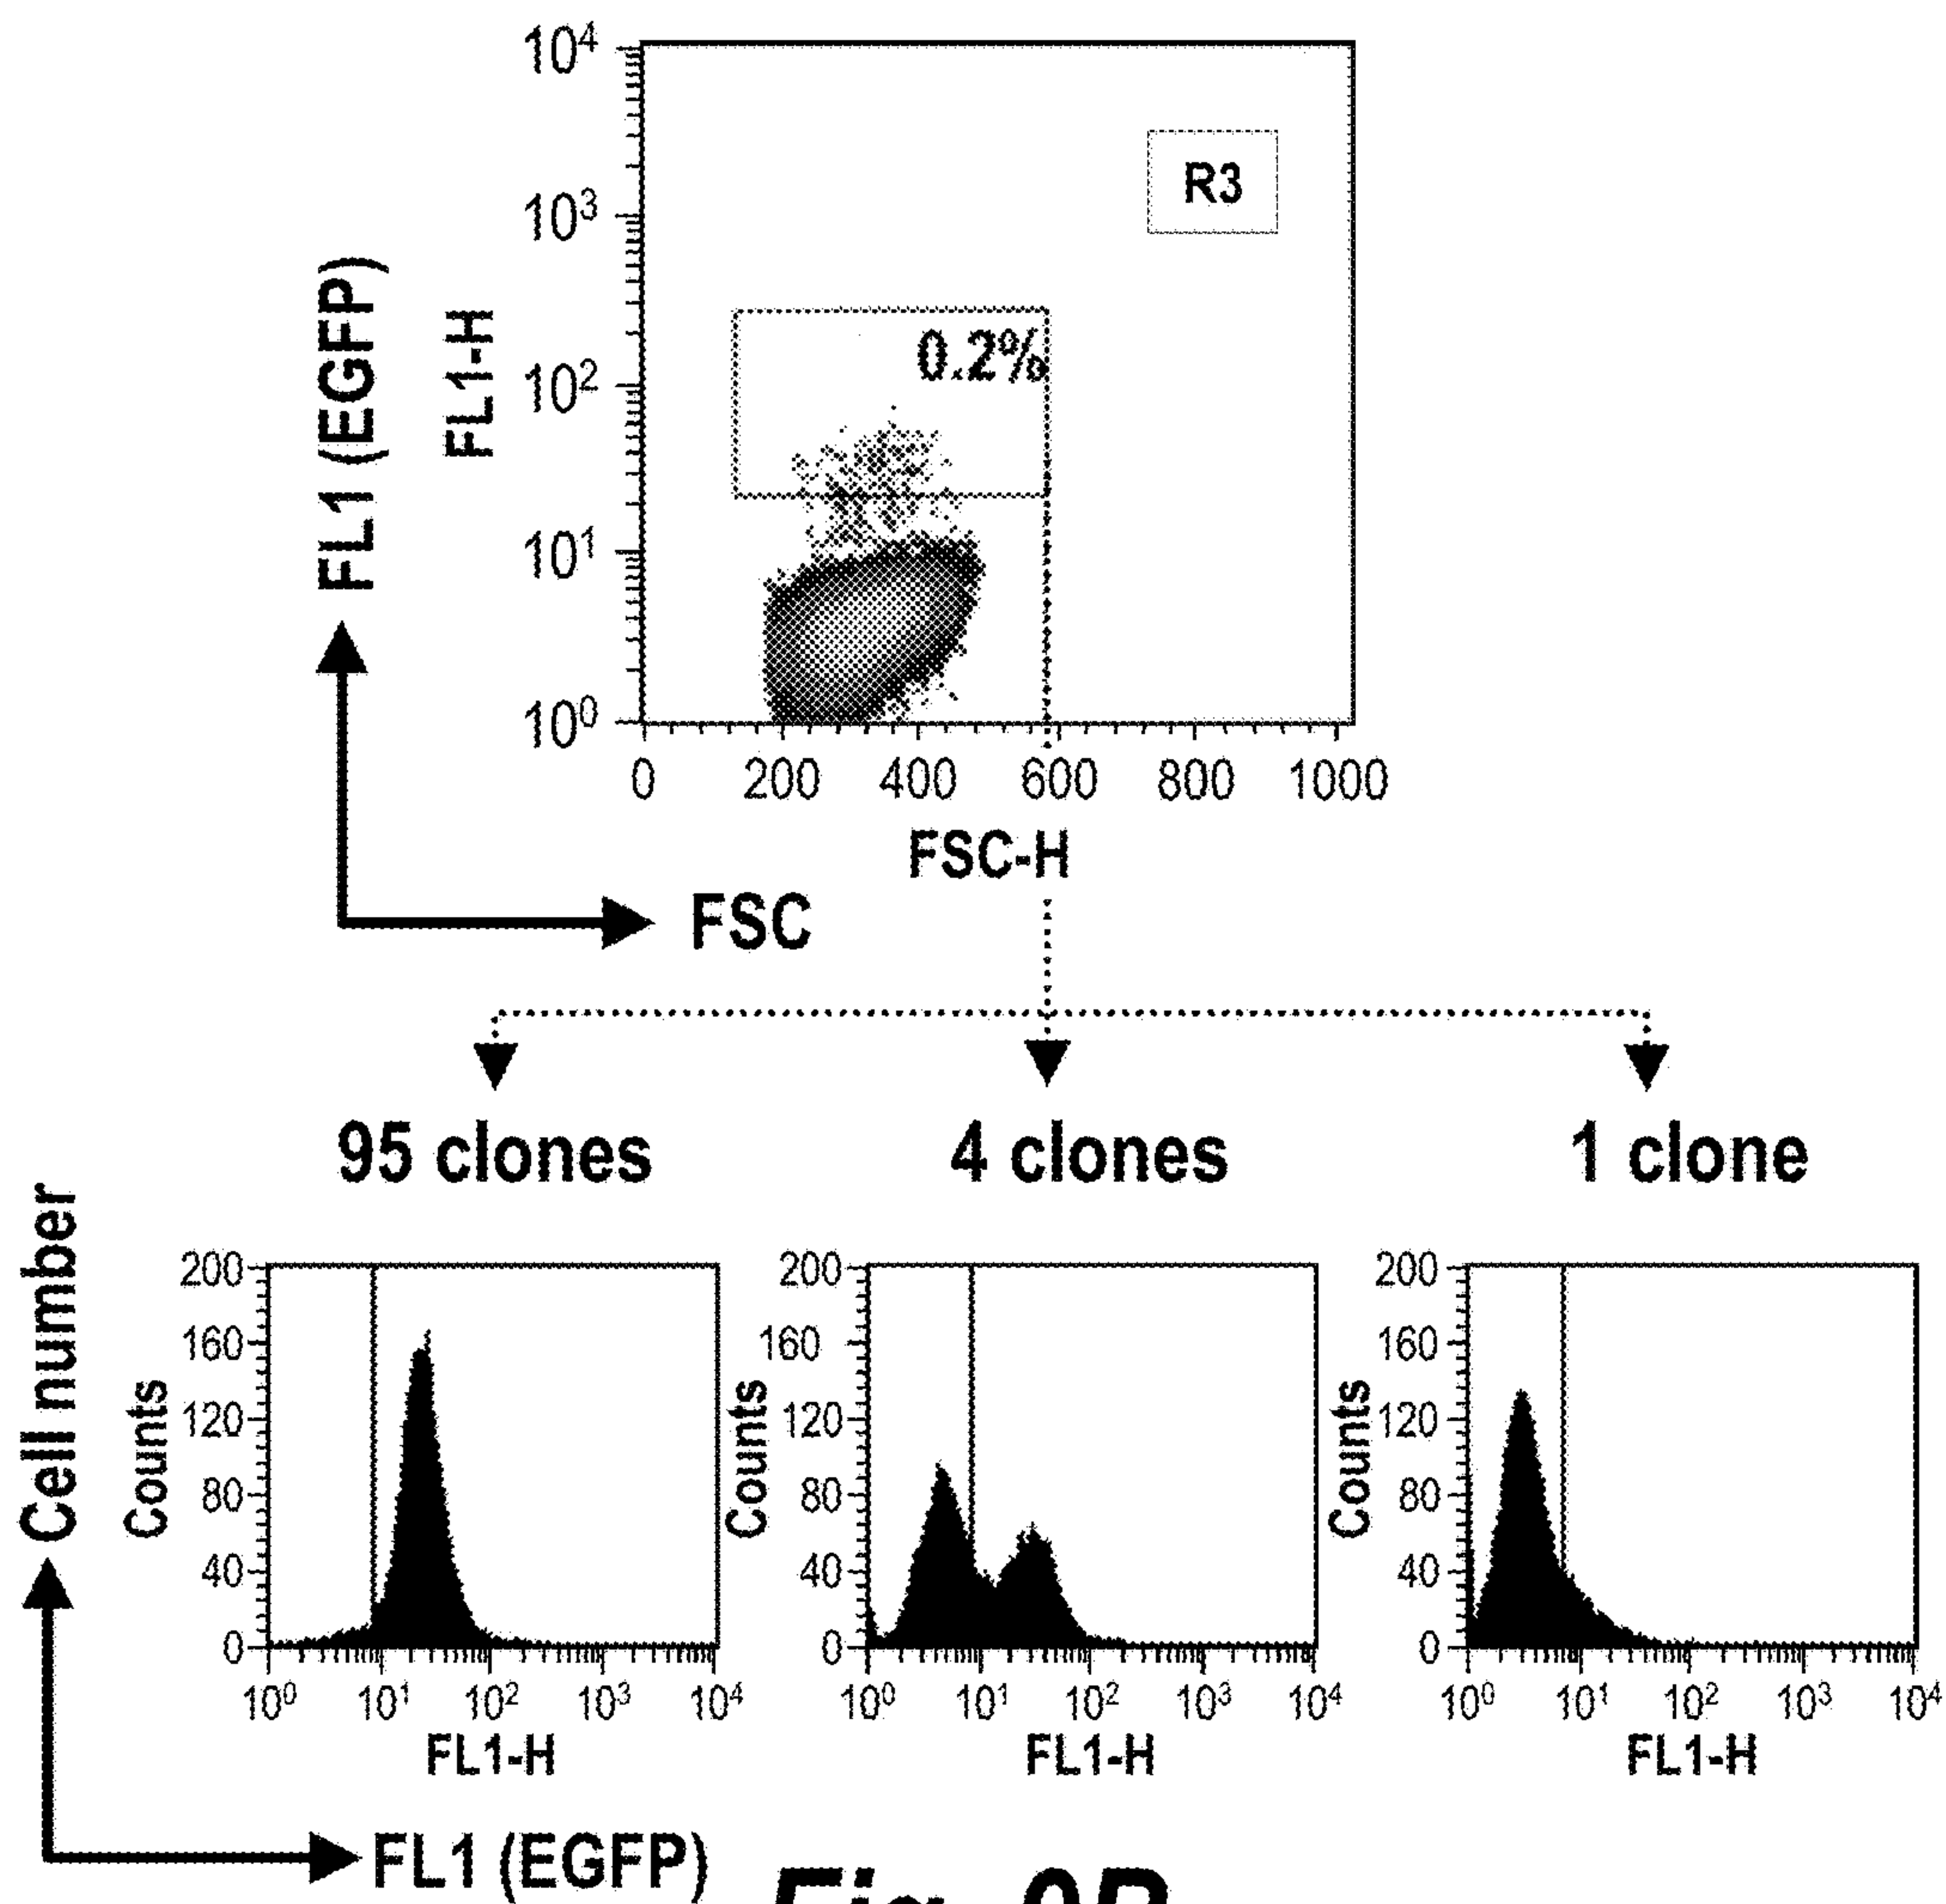 10⁴
R3
10³
0.2%
10²
10¹
10⁰
FL1 (EGFP)
FL1-H
0 200 400 600 800 1000
FSC-H
FSC
95 clones 4 clones 1 clone
Cell number
Counts
200
160
120
80
40
0
10⁰ 10¹ 10² 10³ 10⁴
FL1-H
Counts
200
160
120
80
40
0
10⁰ 10¹ 10² 10³ 10⁴
FL1-H
Counts
200
160
120
80
40
0
10⁰ 10¹ 10² 10³ 10⁴
FL1-H
FL1 (EGFP)